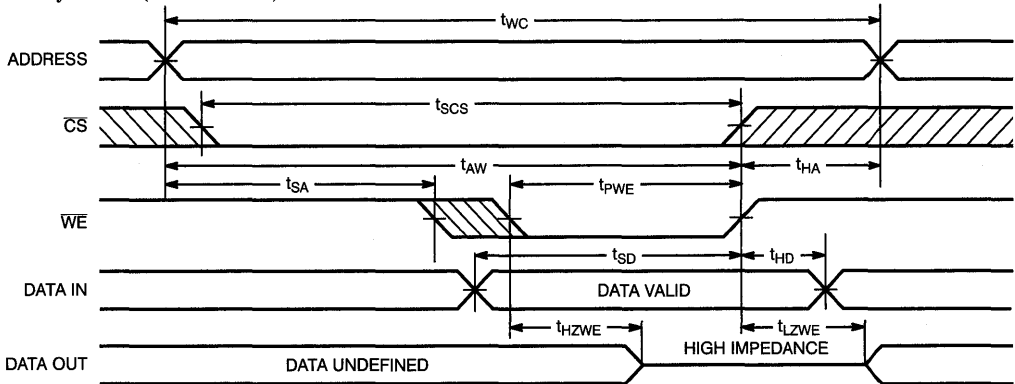 tWC
ADDRESS
tSCS
CS
tAW
tHA
tSA
tPWE
WE
tSD
tHD
DATA IN
DATA VALID
tHZWE
tLZWE
HIGH IMPEDANCE
DATA OUT
DATA UNDEFINED